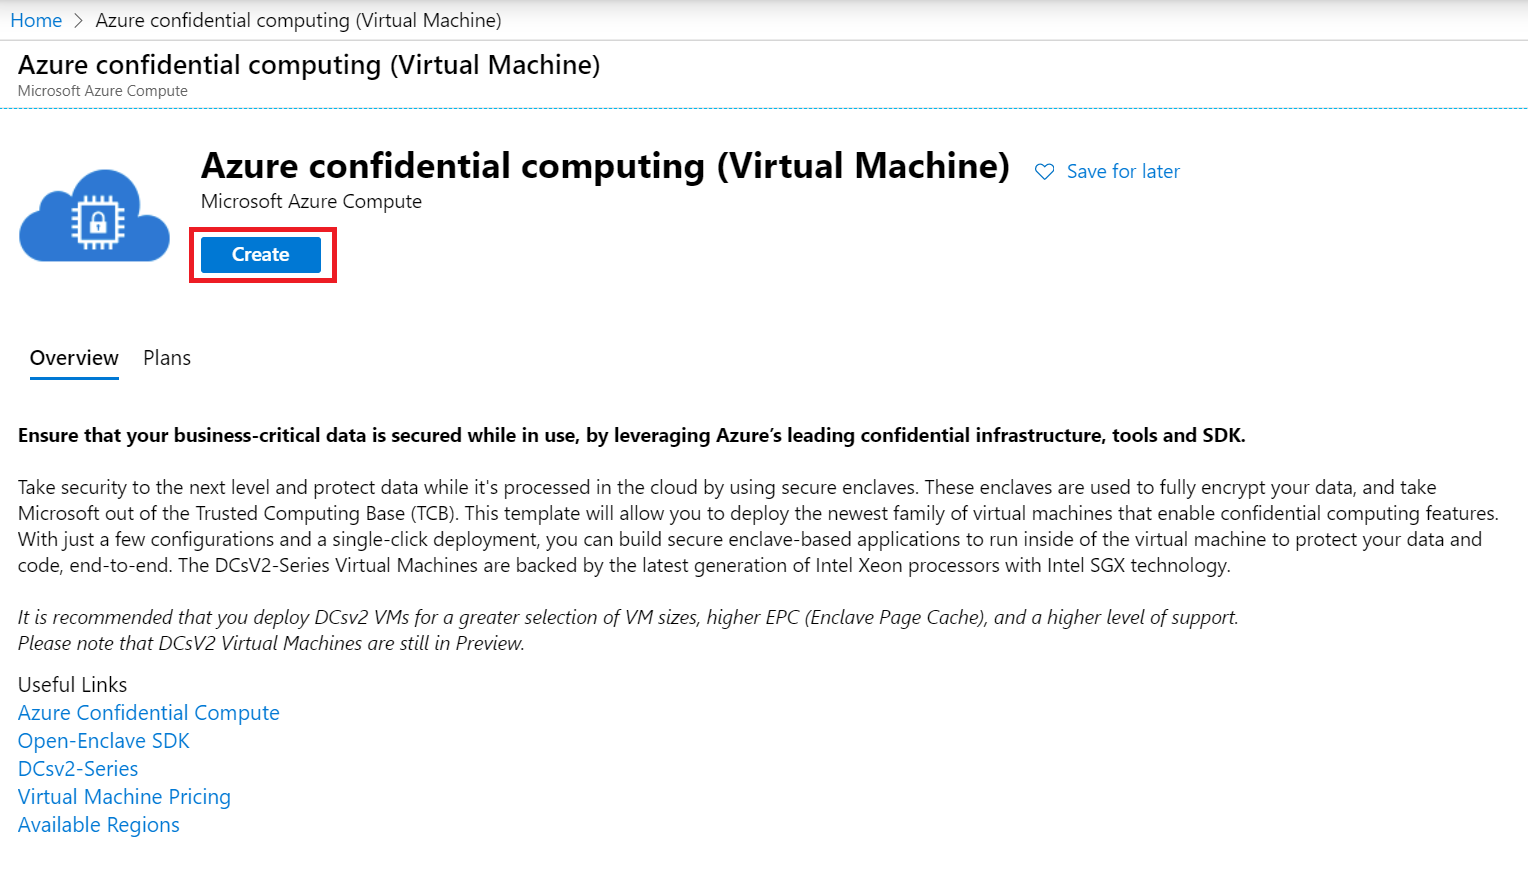 Home > Azure confidential computing (Virtual Machine)
Azure confidential computing (Virtual Machine)
Microsoft Azure Compute
Azure confidential computing (Virtual Machine)
Save for later
Microsoft Azure Compute
Create
Overview Plans
Ensure that your business-critical data is secured while in use, by leveraging Azure’s leading confidential infrastructure, tools and SDK.
Take security to the next level and protect data while it's processed in the cloud by using secure enclaves. These enclaves are used to fully encrypt your data, and take
Microsoft out of the Trusted Computing Base (TCB). This template will allow you to deploy the newest family of virtual machines that enable confidential computing features.
With just a few configurations and a single-click deployment, you can build secure enclave-based applications to run inside of the virtual machine to protect your data and
code, end-to-end. The DCsV2-Series Virtual Machines are backed by the latest generation of Intel Xeon processors with Intel SGX technology.
It is recommended that you deploy DCsv2 VMs for a greater selection of VM sizes, higher EPC (Enclave Page Cache), and a higher level of support.
Please note that DCsV2 Virtual Machines are still in Preview.
Useful Links
Azure Confidential Compute
Open-Enclave SDK
DCsv2-Series
Virtual Machine Pricing
Available Regions